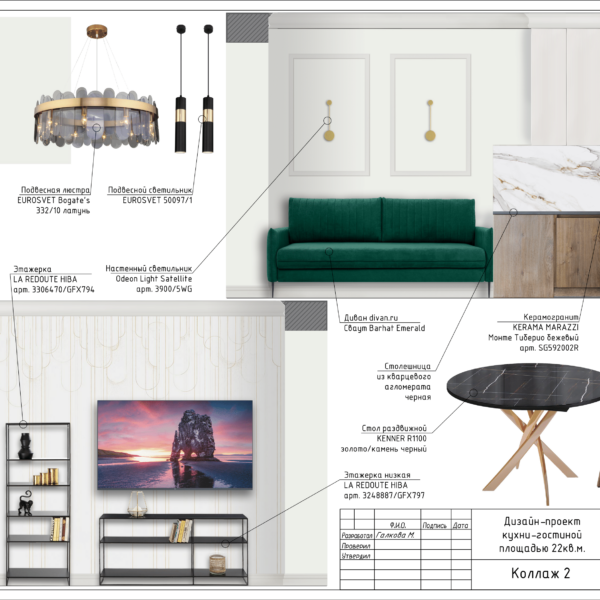 Подвесная люстра
EUROSVET Bogate's
332/10 латунь
Подвесной светильник
EUROSVET 50097/1
Этажерка
LA REDOUTE HIBA
арт. 3306470/GFX794
Настенный светильник
Odeon Light Satellite
арт. 3900/5WG
Диван divan.ru
Сваут Barhat Emerald
Керамогранит
KERAMA MARAZZI
Монте Тиберио бежевый
арт. SG592002R
Столешница
из кварцевого
агломерата
черная
Стол раздвижной
KENNER R1100
золото/камень черный
Этажерка низкая
LA REDOUTE HIBA
арт. 3248887/GFX797
Ф.И.О. Подпись Дата
Разработал Галкова М.
Проверил
Утвердил
Дизайн-проект
кухни-гостиной
площадью 22кв.м.
Коллаж 2